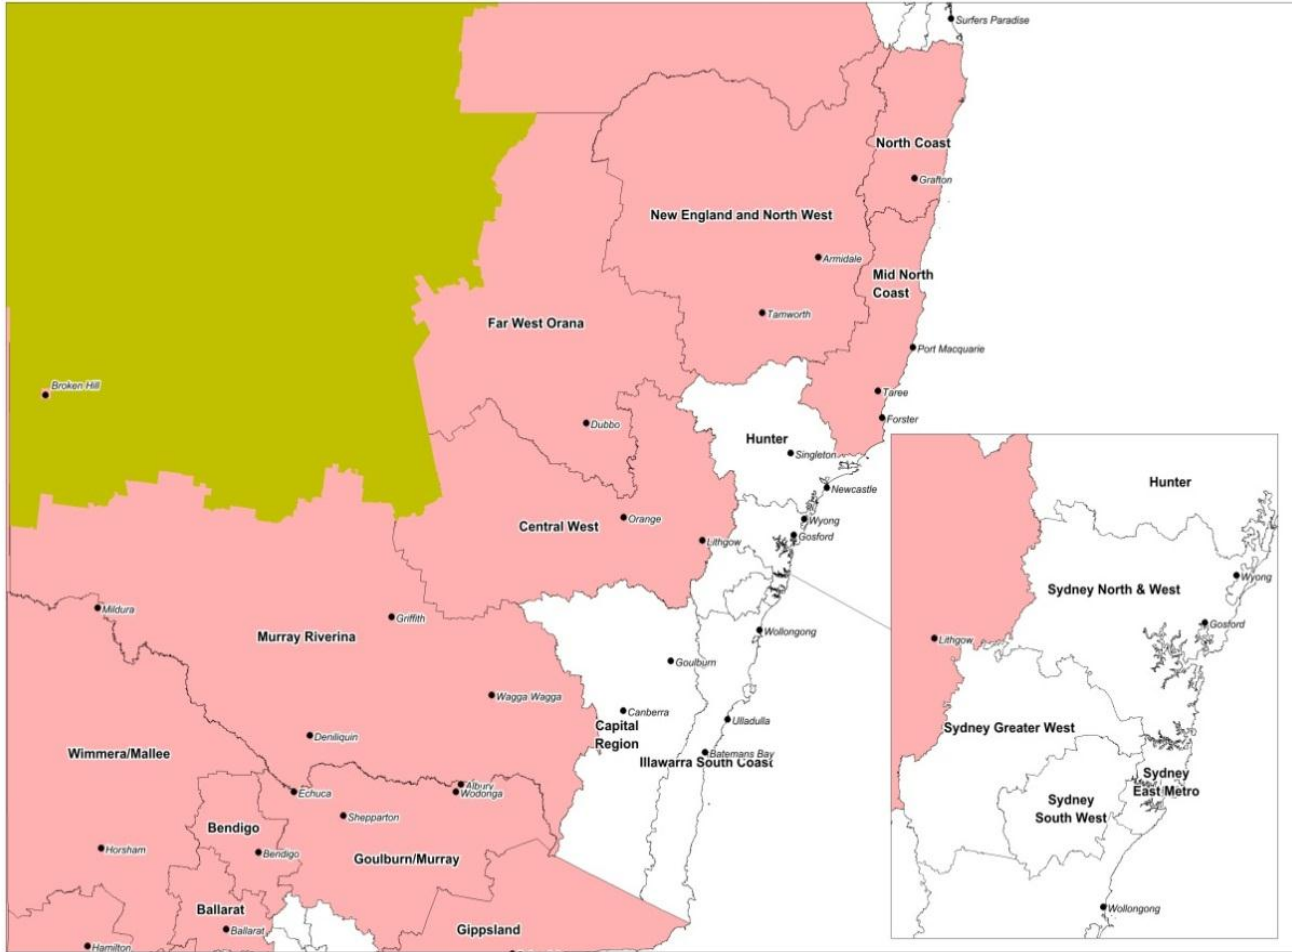 Surfers Paradise
North Coast
Grafton
New England and North West
Armidale
Mid North
Coast
Tamworth
Far West Orana
Port Macquarie
Broken Hill
Taree
Forster
Dubbo
Hunter
Singleton
Newcastle
Orange
Central West
Wyong
Gosford
Lithgow
Mildura
Griffith
Murray Riverina
Wollongong
Goulburn
Wagga Wagga
Canberra
Capital
Region
Ulladulla
Deniliquin
Wimmera/Mallee
Batemans Bay
Illawarra South Coast
Albury
Wodonga
Echuca
Shepparton
Bendigo
Horsham
Bendigo
Goulburn/Murray
Ballarat
Ballarat
Gippsland
Hamilton
Hunter
Wyong
Sydney North & West
Gosford
Lithgow
Sydney Greater West
Sydney
East Metro
Sydney
South West
Wollongong